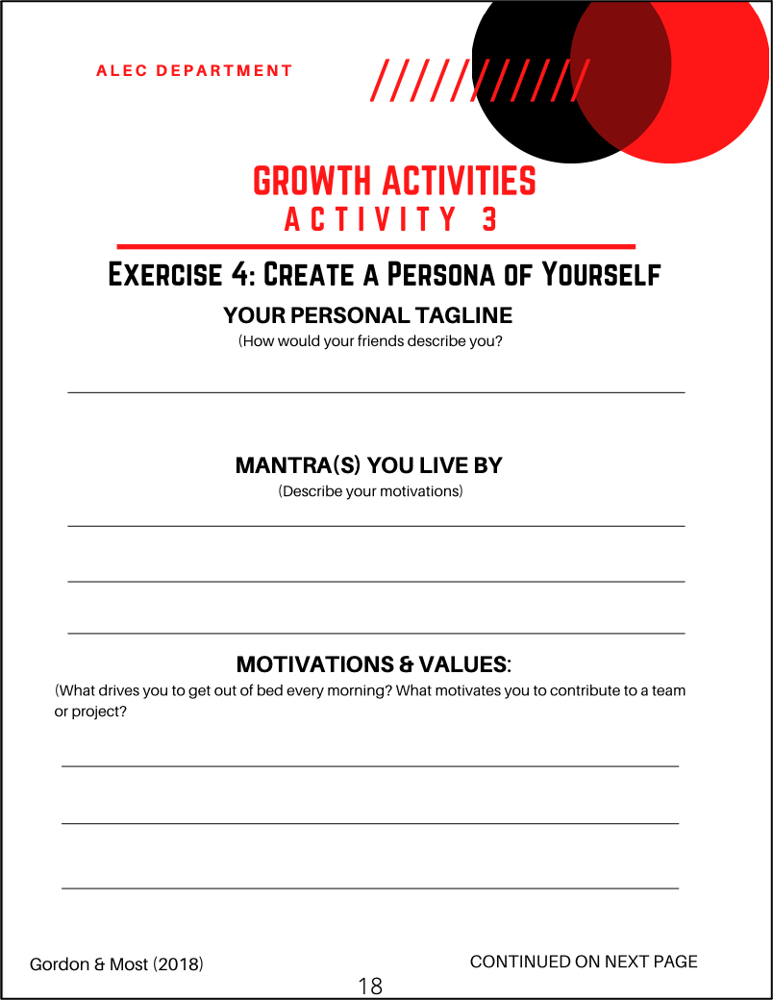 ALEC DEPARTMENT
GROWTH ACTIVITIES
ACTIVITY 3
EXERCISE 4: CREATE A PERSONA OF YOURSELF
YOUR PERSONAL TAGLINE
(How would your friends describe you?
MANTRA(S) YOU LIVE BY
(Describe your motivations)
MOTIVATIONS & VALUES:
(What drives you to get out of bed every morning? What motivates you to contribute to a team
or project?
Gordon & Most (2018)
CONTINUED ON NEXT PAGE
18